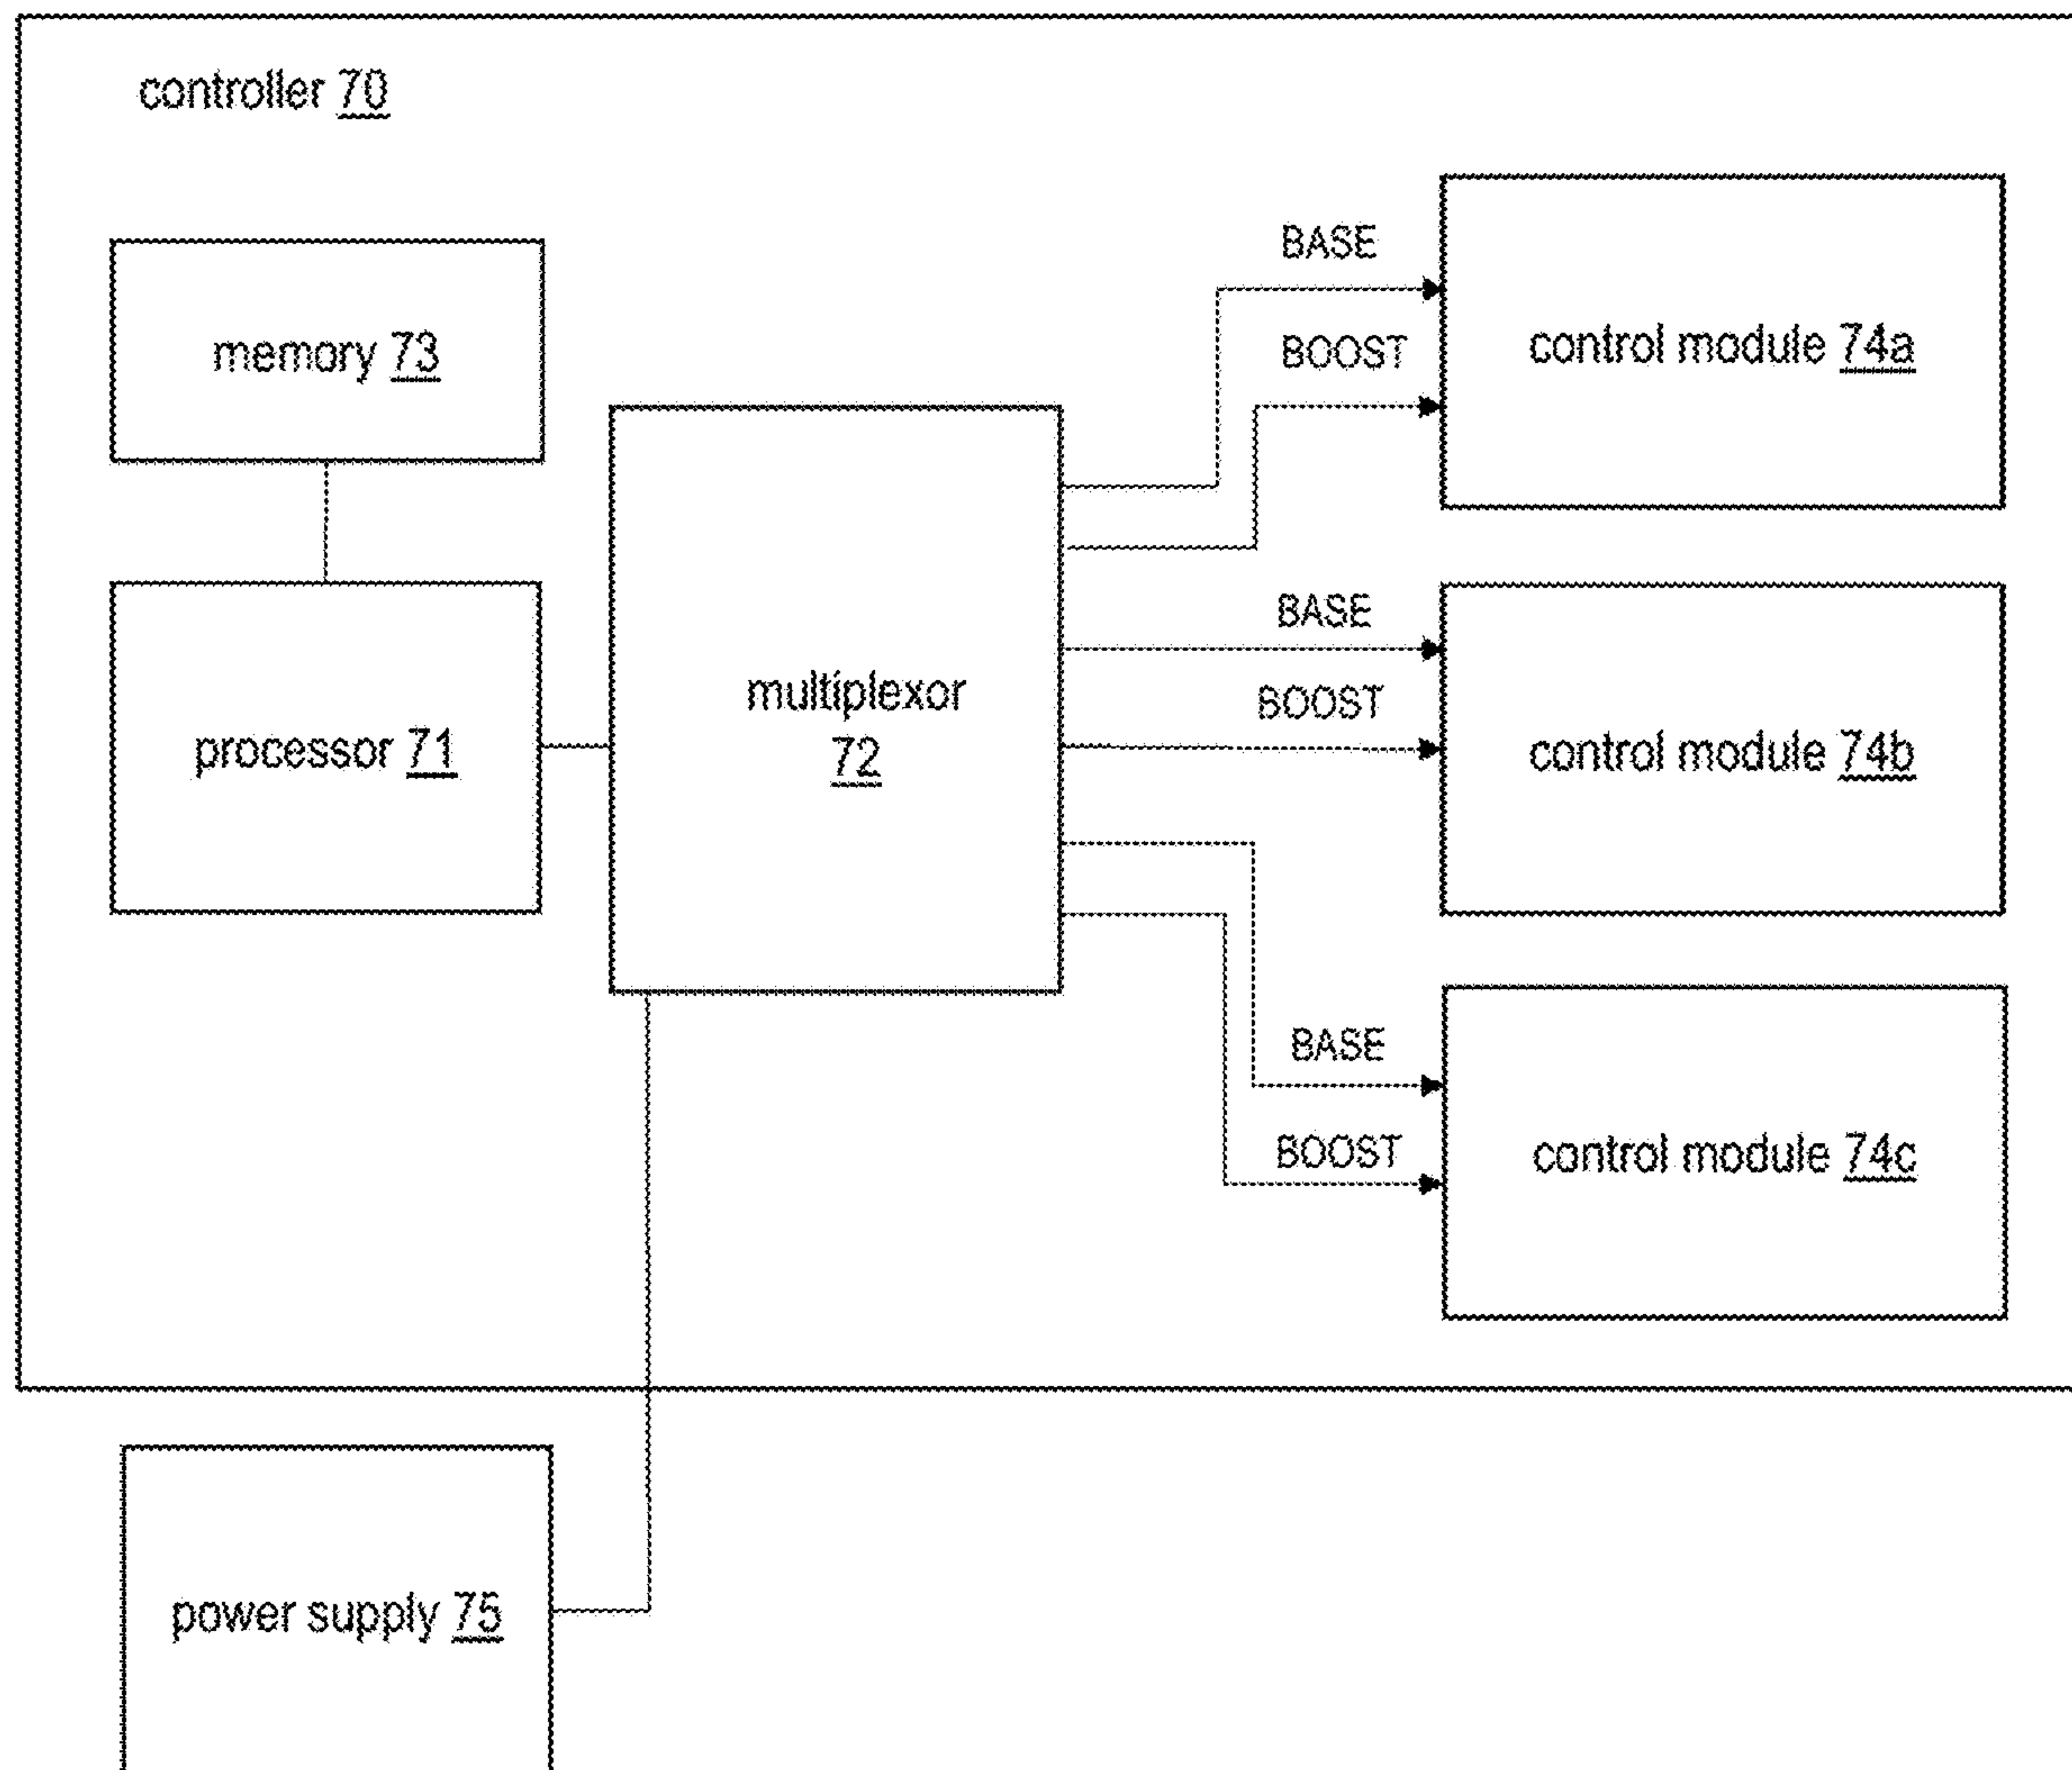 controller 70
memory 73
processor 71
multiplexor
72
BASE
BOOST
control module 74a
BASE
BOOST
control module 74b
BASE
BOOST
control module 74c
power supply 75